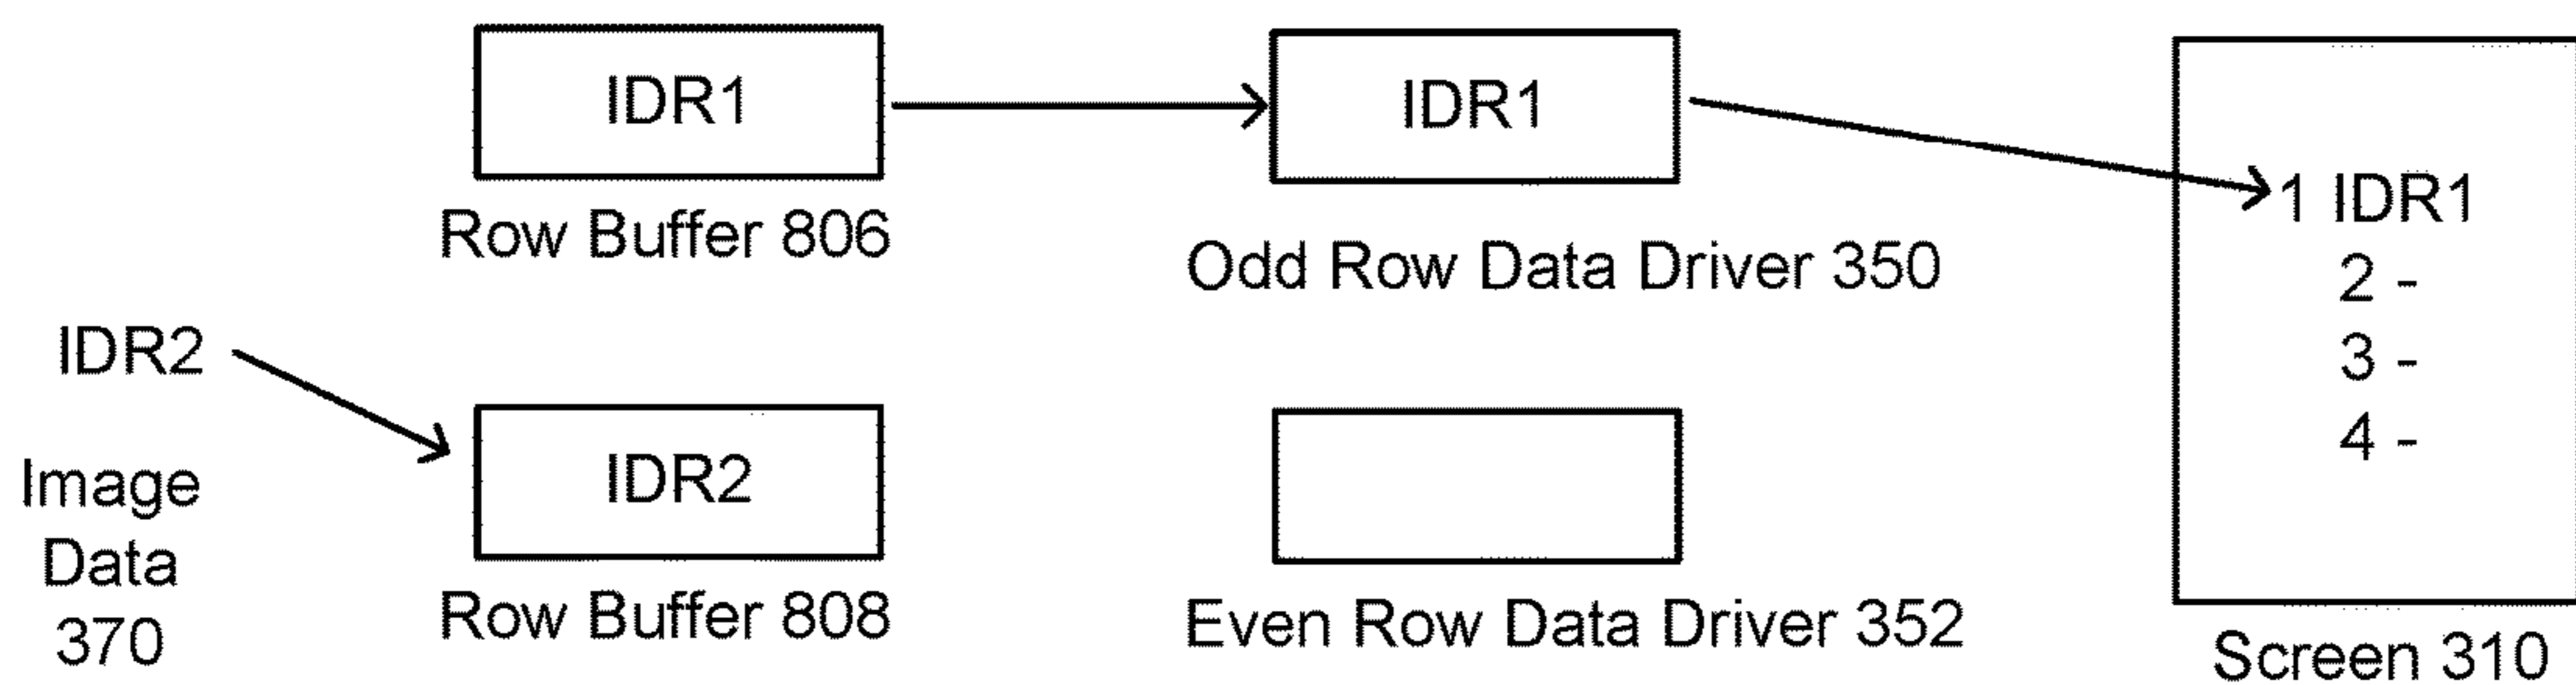 IDR1
Row Buffer 806
IDR1
Odd Row Data Driver 350
1 IDR1
2 -
3 -
4 -
Screen 310
IDR2
Image
Data
370
IDR2
Row Buffer 808
Even Row Data Driver 352